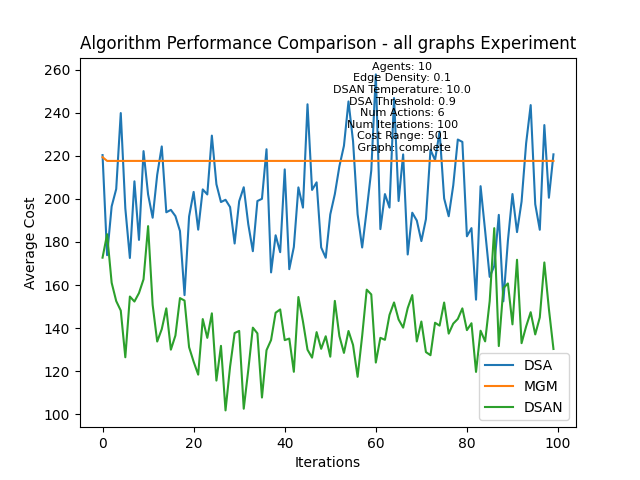 Algorithm Performance Comparison - all graphs Experiment
Agents: 10
Edge Density: 0.1
DSAN Temperature: 10.0
DSA Threshold: 0.9
Num Actions: 6
Num Iterations: 100
Cost Range: 501
Graph: complete
Average Cost
260
240
220
200
180
160
140
120
100
0
20
40
60
80
100
Iterations
DSA
MGM
DSAN